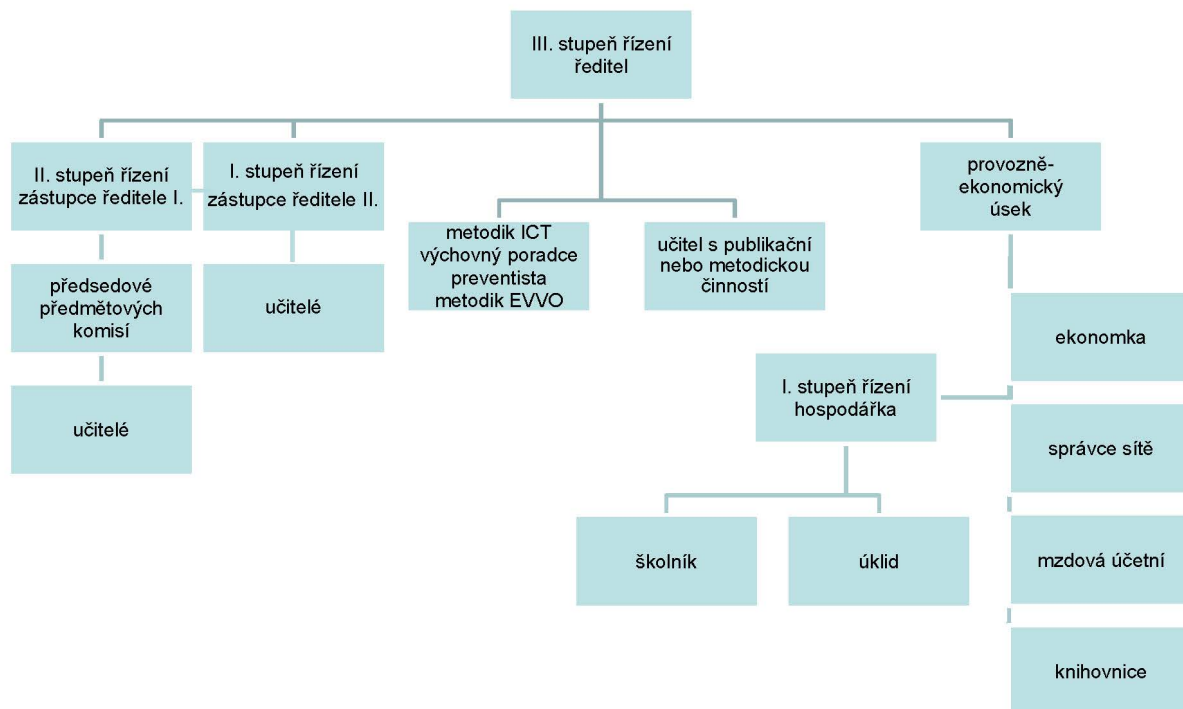 III. stupeň řízení
ředitel
II. stupeň řízení
zástupce ředitele I.
I. stupeň řízení
zástupce ředitele II.
provozně-
ekonomický
úsek
metodik ICT
výchovný poradce
preventista
metodik EVVO
učitel s publikační
nebo metodickou
činností
předsedové
předmětových
komisí
učitelé
učitelé
ekonomka
I. stupeň řízení
hospodářka
správce sítě
školník
úklid
mzdová účetní
knihovnice